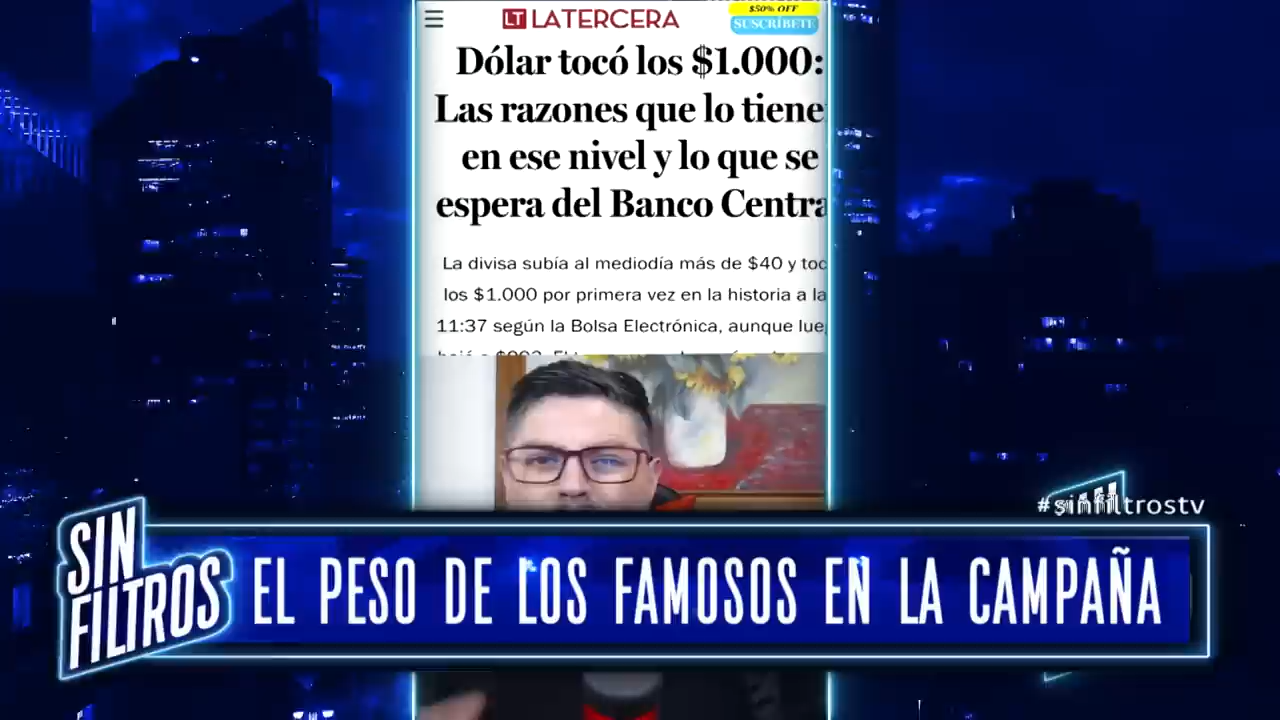 LT LATERCERA
$50% OFF
SUSCRÍBETE
Dólar tocó los $1.000:
Las razones que lo tiene
en ese nivel y lo que se
espera del Banco Centra
La divisa subía al mediodía más de $40 y toc
los $1.000 por primera vez en la historia a la
11:37 según la Bolsa Electrónica, aunque lue
#sinfiltrostv
SIN
FILTROS
EL PESO DE LOS FAMOSOS EN LA CAMPAÑA